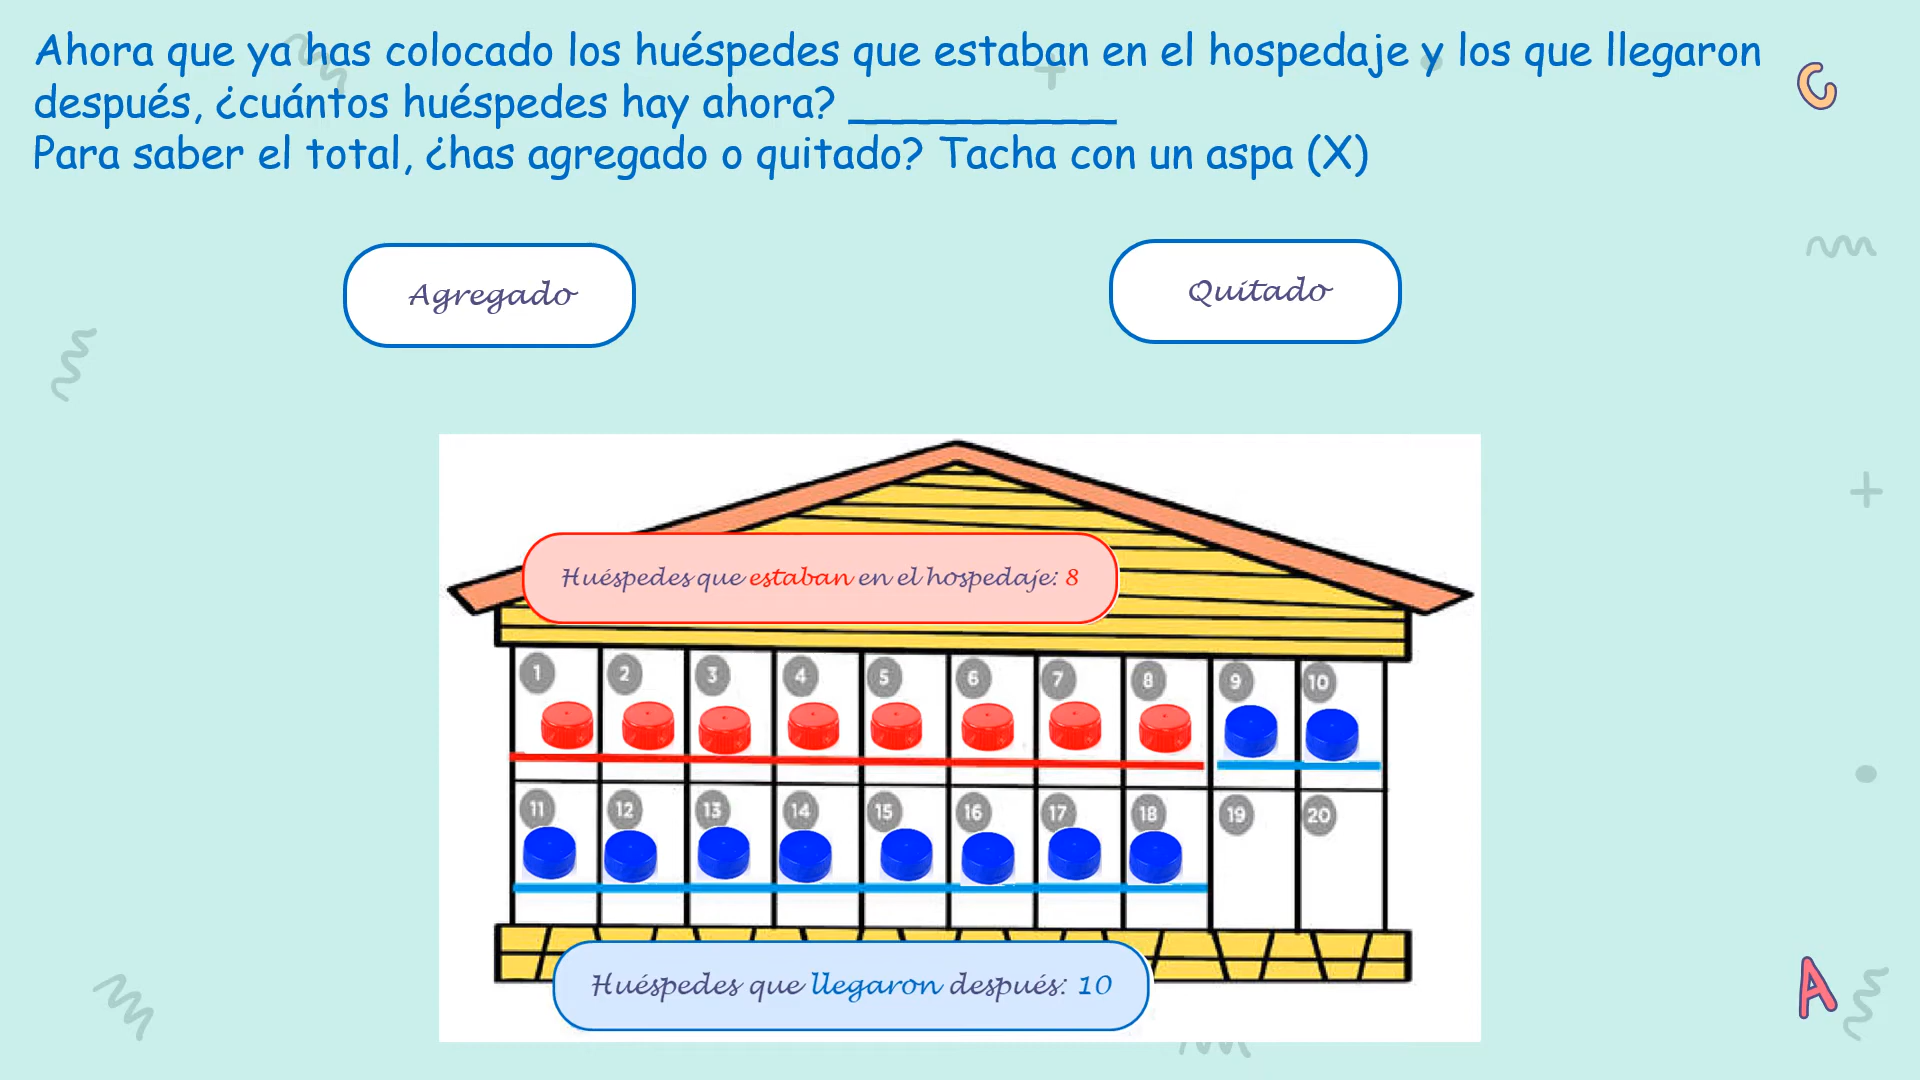 Ahora que ya has colocado los huéspedes que estaban en el hospedaje y los que llegaron
después, ¿cuántos huéspedes hay ahora? __________
Para saber el total, ¿has agregado o quitado? Tacha con un aspa (X)
C
Agregado
Quitado
Huéspedes que estaban en el hospedaje: 8
1 2 3 4 5 6 7 8 9 10
11 12 13 14 15 16 17 18 19 20
Huéspedes que llegaron después: 10
A